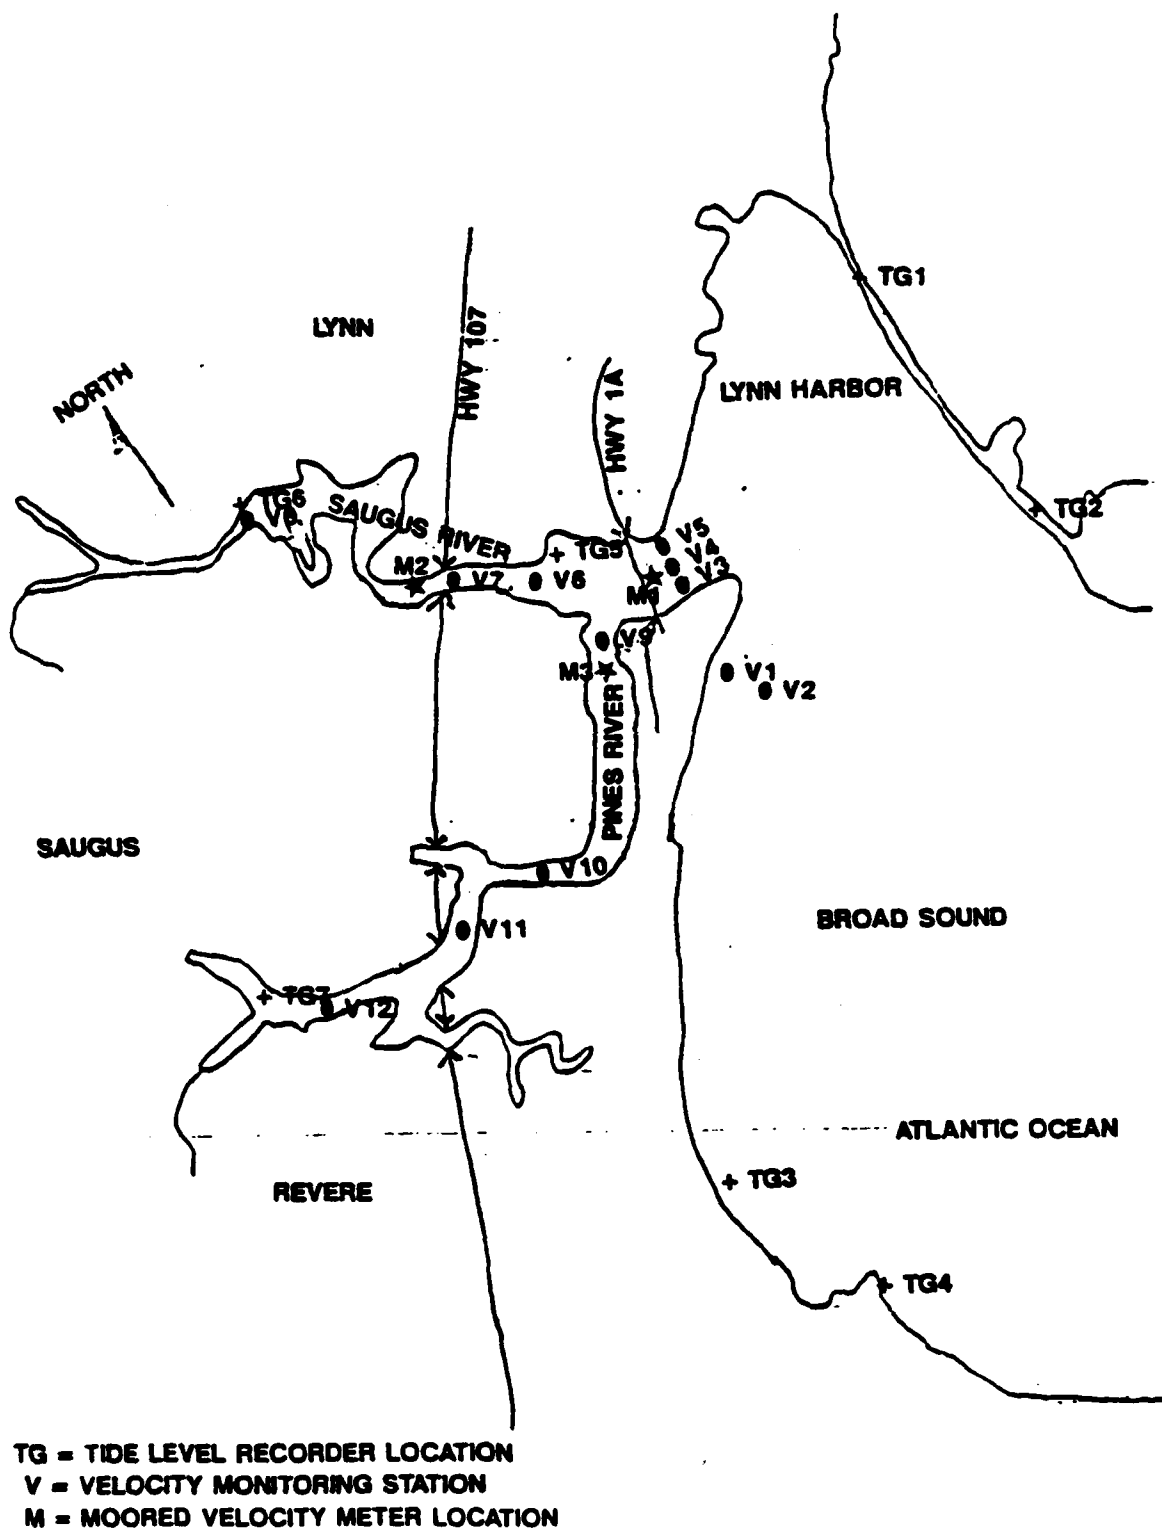 TG1
LYNN
HWY 107
NORTH
HWY 1A
LYNN HARBOR
TG6
SAUGUS RIVER
TG2
V5
V4
V3
TG5
M2
V7
V6
M1
V9
M3
V1
V2
PINES RIVER
SAUGUS
V10
BROAD SOUND
V11
TG7
V12
ATLANTIC OCEAN
REVERE
TG3
TG4
TG = TIDE LEVEL RECORDER LOCATION
V = VELOCITY MONITORING STATION
M = MOORED VELOCITY METER LOCATION